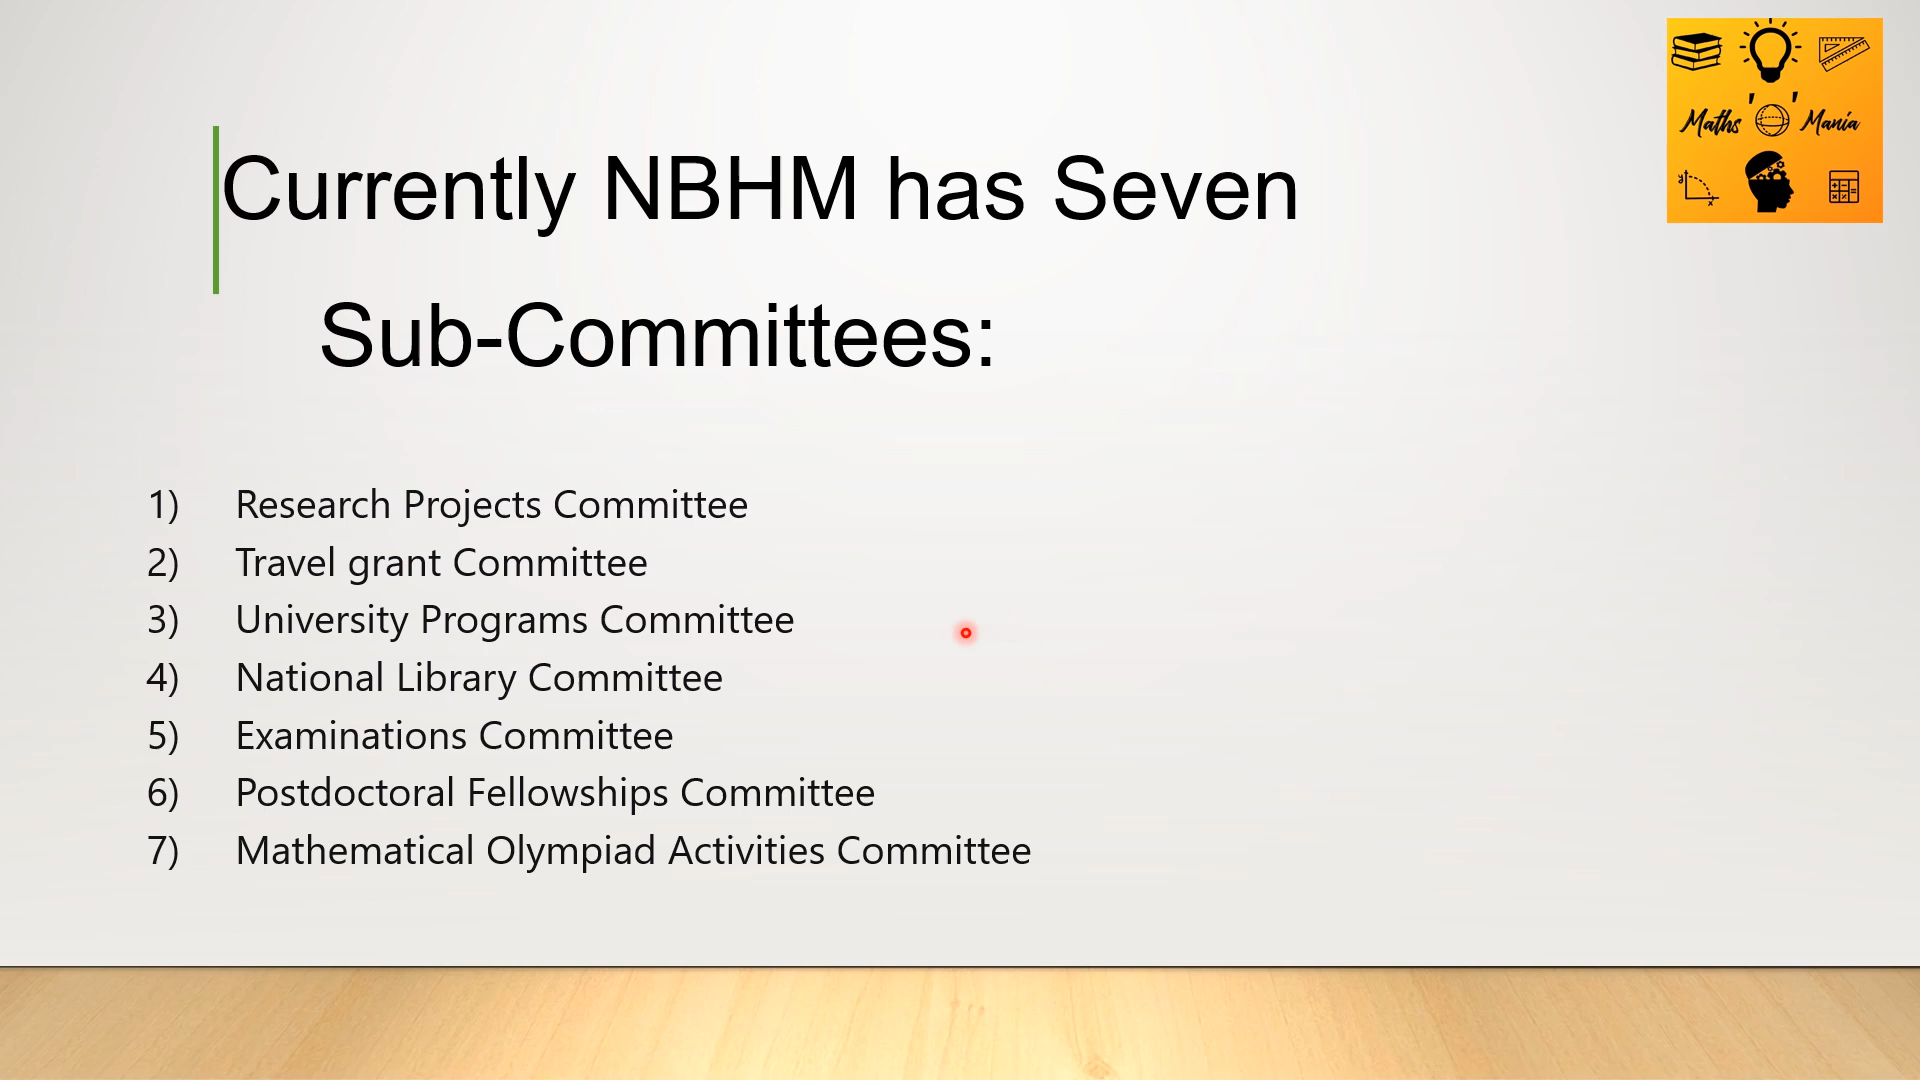 Currently NBHM has Seven
Sub-Committees:
Maths Mania
1) Research Projects Committee
2) Travel grant Committee
3) University Programs Committee
4) National Library Committee
5) Examinations Committee
6) Postdoctoral Fellowships Committee
7) Mathematical Olympiad Activities Committee